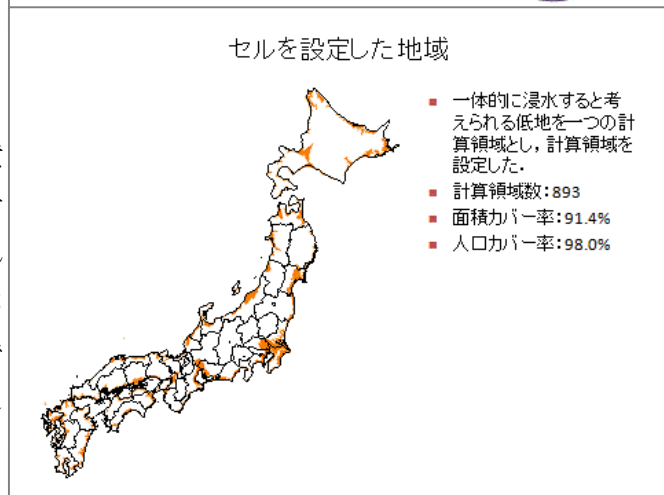 セルを設定した地域
一体的に浸水すると考
えられる低地を一つの計
算領域とし，計算領域を
設定した．
計算領域数：893
面積カバー率：91.4%
人口カバー率：98.0%